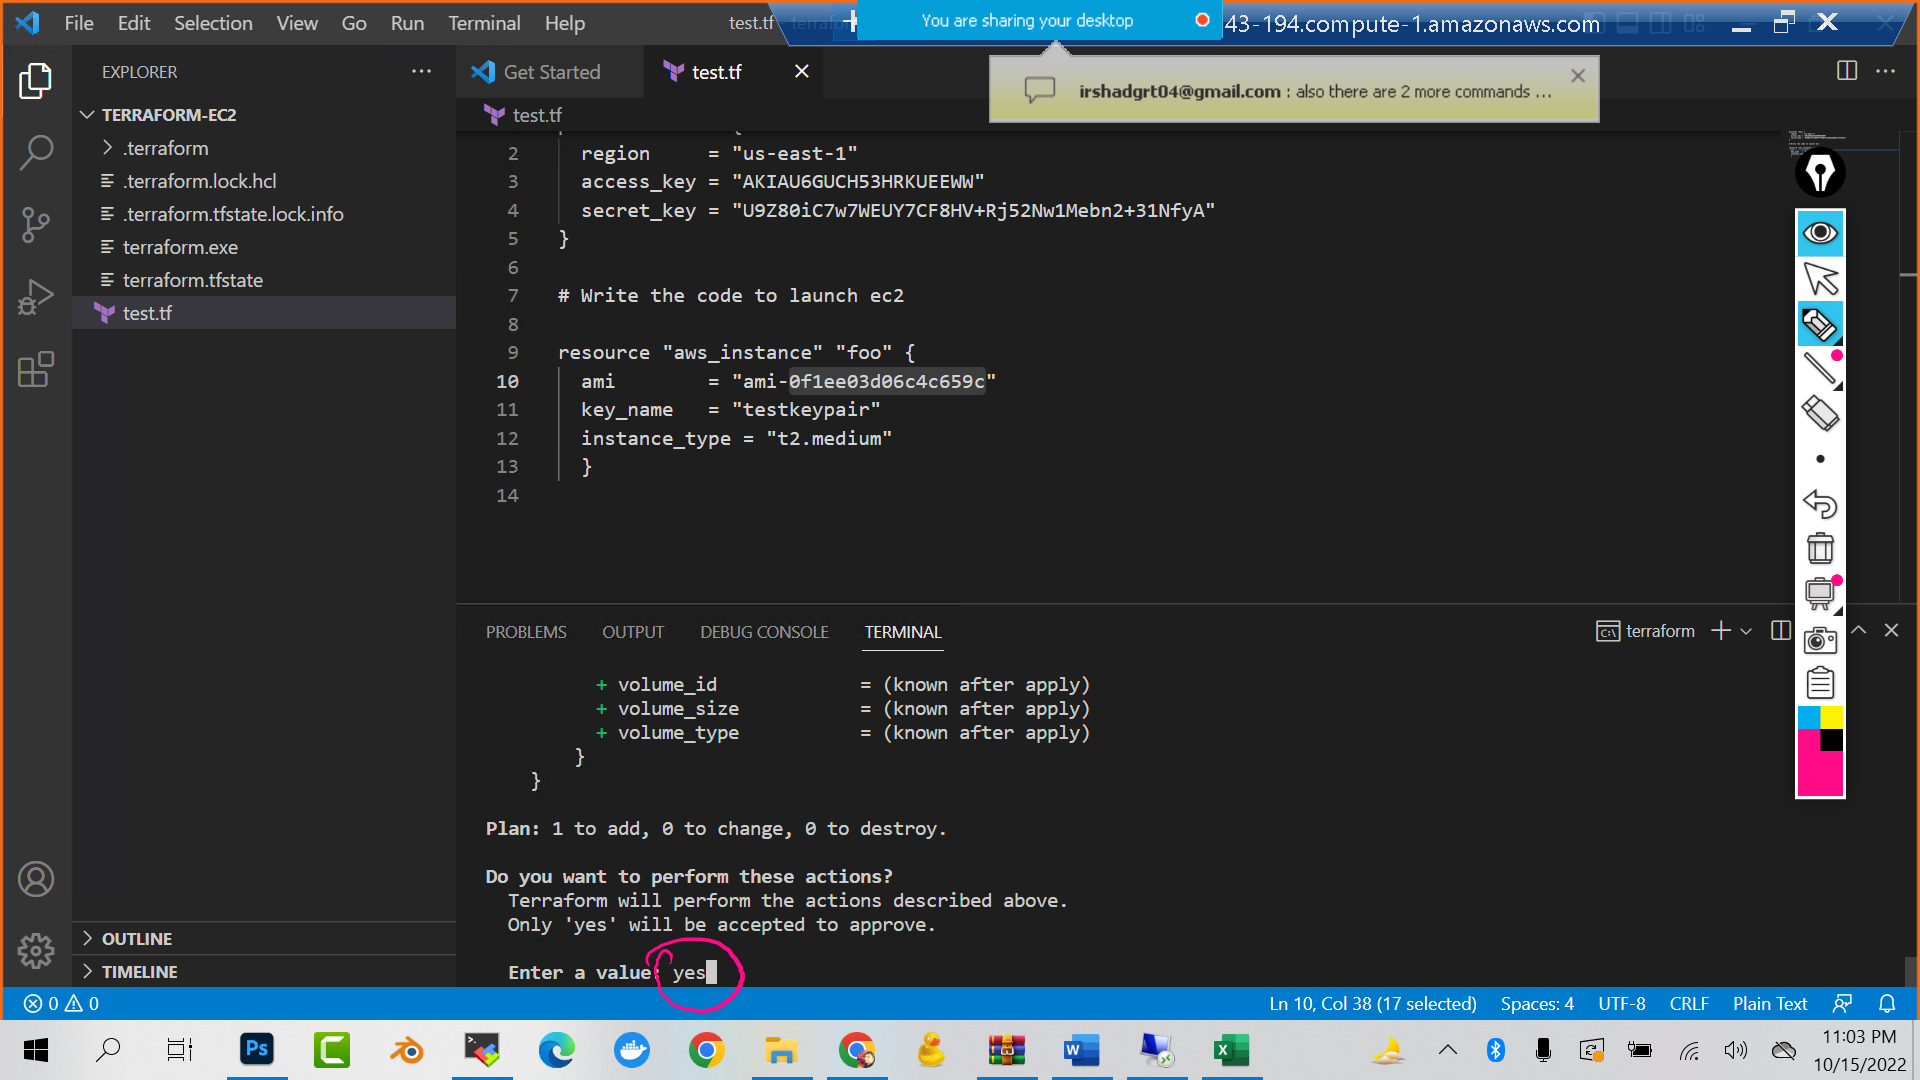 File Edit Selection View Go Run Terminal Help
test.tf
You are sharing your desktop
43-194.compute-1.amazonaws.com
irshadgrt04@gmail.com : also there are 2 more commands ...
EXPLORER
Get Started
test.tf
TERRAFORM-EC2
.terraform
.terraform.lock.hcl
.terraform.tfstate.lock.info
terraform.exe
terraform.tfstate
test.tf
test.tf
2 region = "us-east-1"
3 access_key = "AKIAU6GUCH53HRKUEEWW"
4 secret_key = "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"
5 }
6
7 # Write the code to launch ec2
8
9 resource "aws_instance" "foo" {
10 ami = "ami-0f1ee03d06c4c659c"
11 key_name = "testkeypair"
12 instance_type = "t2.medium"
13 }
14
PROBLEMS OUTPUT DEBUG CONSOLE TERMINAL
terraform
+ volume_id = (known after apply)
+ volume_size = (known after apply)
+ volume_type = (known after apply)
}
}
Plan: 1 to add, 0 to change, 0 to destroy.
Do you want to perform these actions?
Terraform will perform the actions described above.
Only 'yes' will be accepted to approve.
Enter a value: yes
OUTLINE
TIMELINE
0 0
Ln 10, Col 38 (17 selected) Spaces: 4 UTF-8 CRLF Plain Text
Ps
C
W
X
11:03 PM
10/15/2022